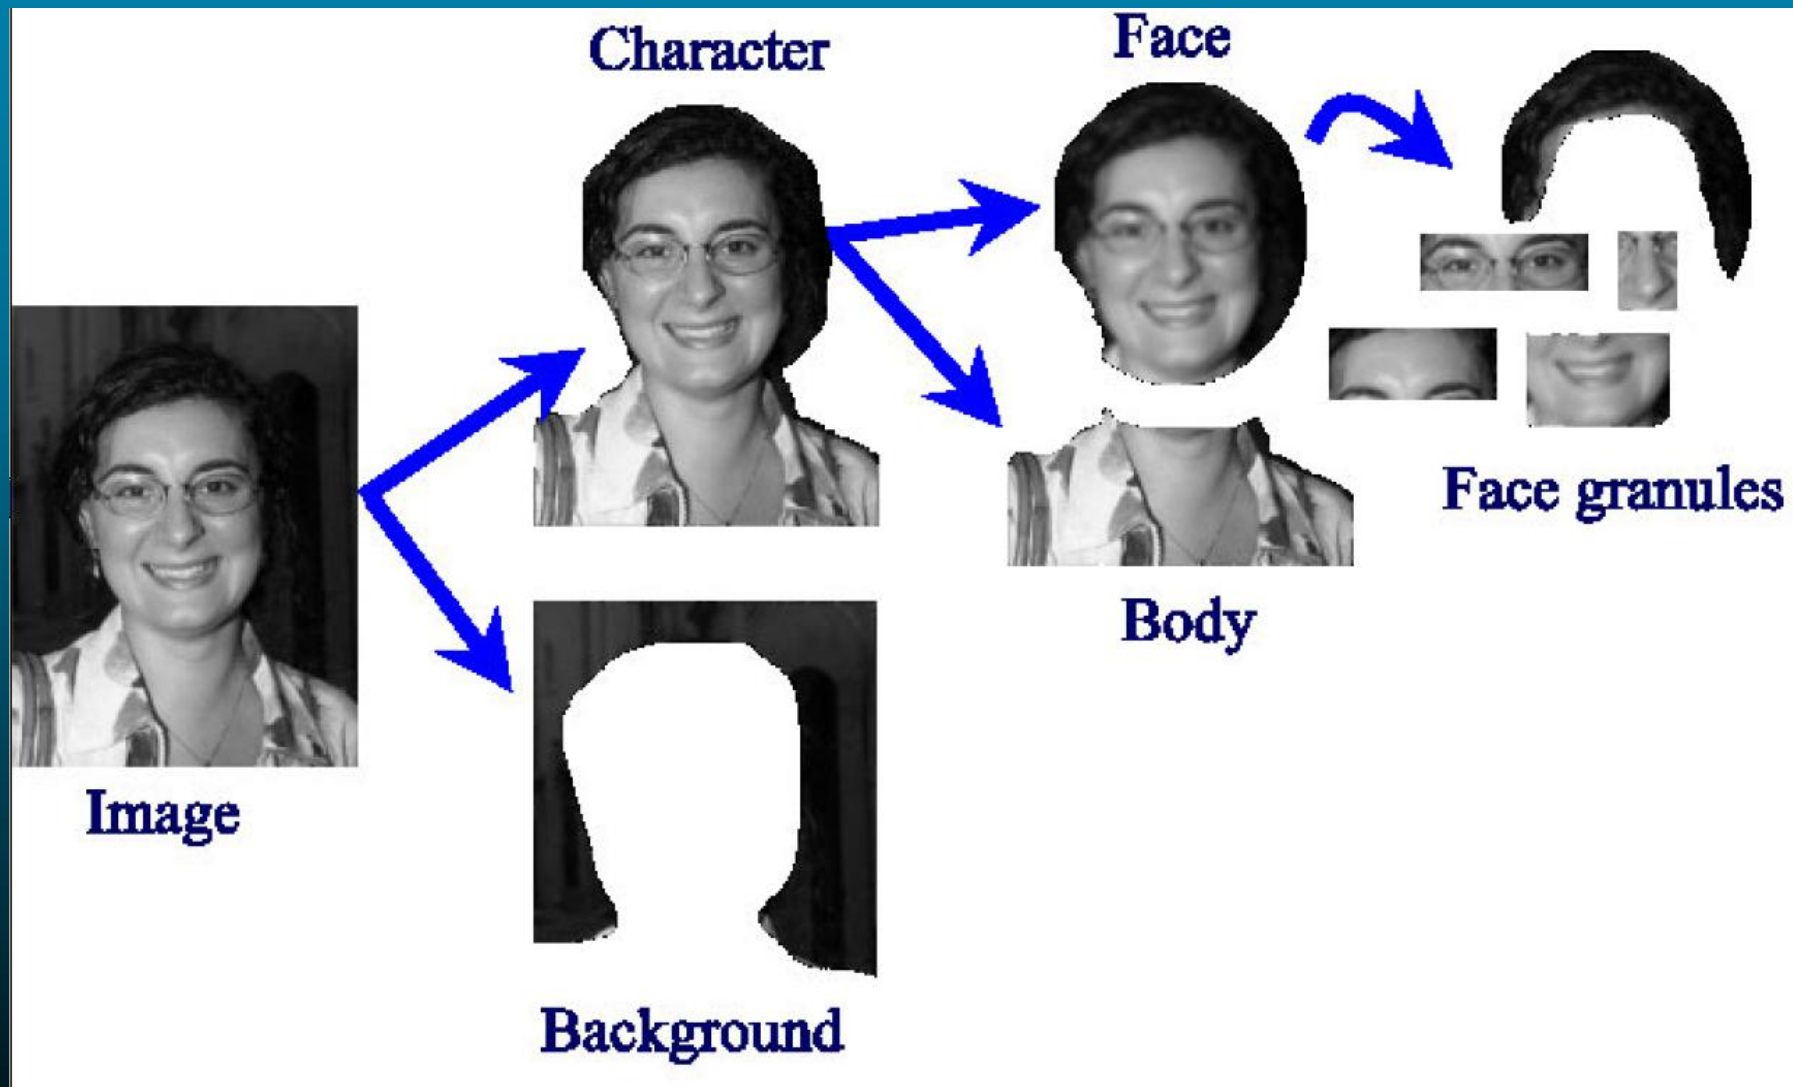 Character
Face
Face granules
Body
Image
Background